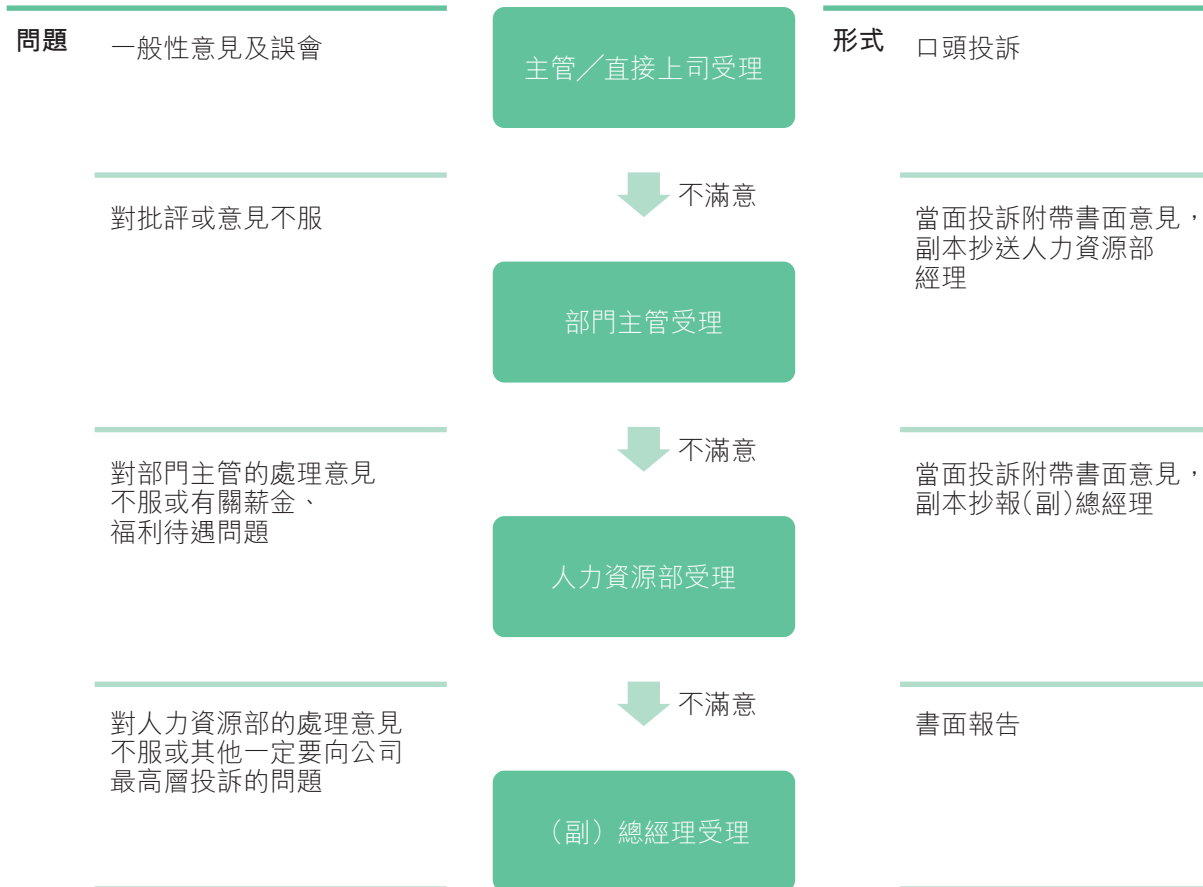 問題
一般性意見及誤會
主管／直接上司受理
形式
口頭投訴
不滿意
對批評或意見不服
部門主管受理
當面投訴附帶書面意見，
副本抄送人力資源部
經理
不滿意
對部門主管的處理意見
不服或有關薪金、
福利待遇問題
人力資源部受理
當面投訴附帶書面意見，
副本抄報(副)總經理
不滿意
對人力資源部的處理意見
不服或其他一定要向公司
最高層投訴的問題
（副）總經理受理
書面報告